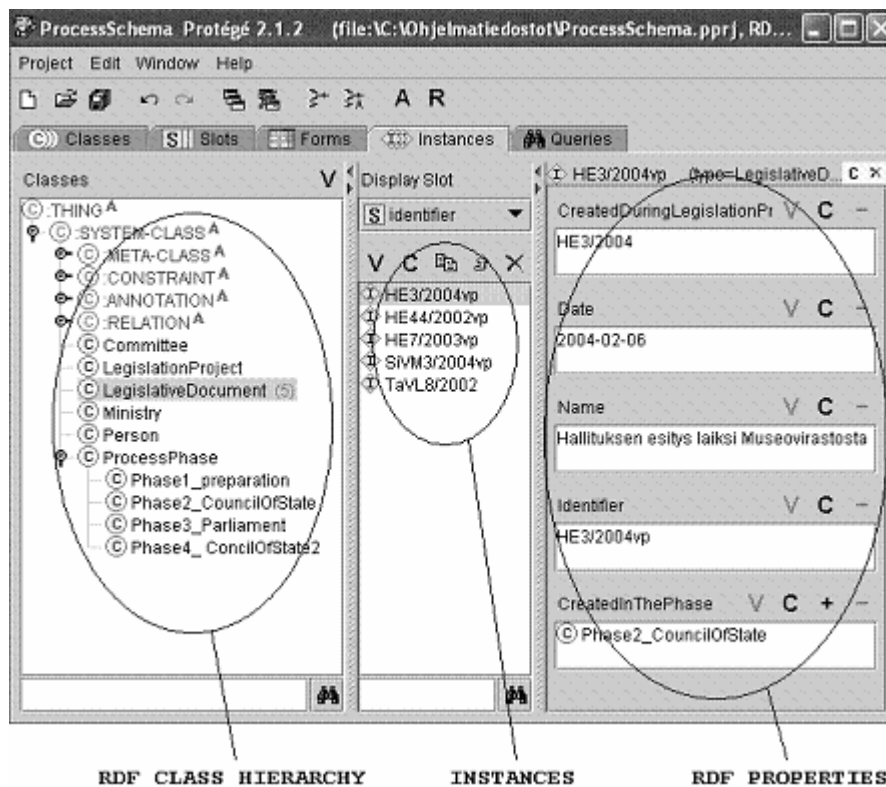 ProcessSchema Protégé 2.1.2 (file:\C:\Ohjelmatiedostot\ProcessSchema.pprj, RD...
Project Edit Window Help
A R
C Classes S Slots Forms Instances Queries
Classes V
C :THING A
C :SYSTEM-CLASS A
C :META-CLASS A
C :CONSTRAINT A
C :ANNOTATION A
C :RELATION A
C Committee
C LegislationProject
C LegislativeDocument (5)
C Ministry
C Person
C ProcessPhase
C Phase1_preparation
C Phase2_CouncilOfState
C Phase3_Parliament
C Phase4_ ConcilOfState2
Display Slot
S identifier
V C
I HE3/2004vp
I HE44/2002vp
I HE7/2003vp
I SiVM3/2004vp
I TaVL8/2002
I HE3/2004vp (type=LegislativeD... C ×
CreatedDuringLegislationPr V C −
HE3/2004
Date V C −
2004-02-06
Name V C −
Hallituksen esitys laiksi Museovirastosta
Identifier V C −
HE3/2004vp
CreatedInThePhase V C + −
C Phase2_CouncilOfState
RDF CLASS HIERARCHY INSTANCES RDF PROPERTIES